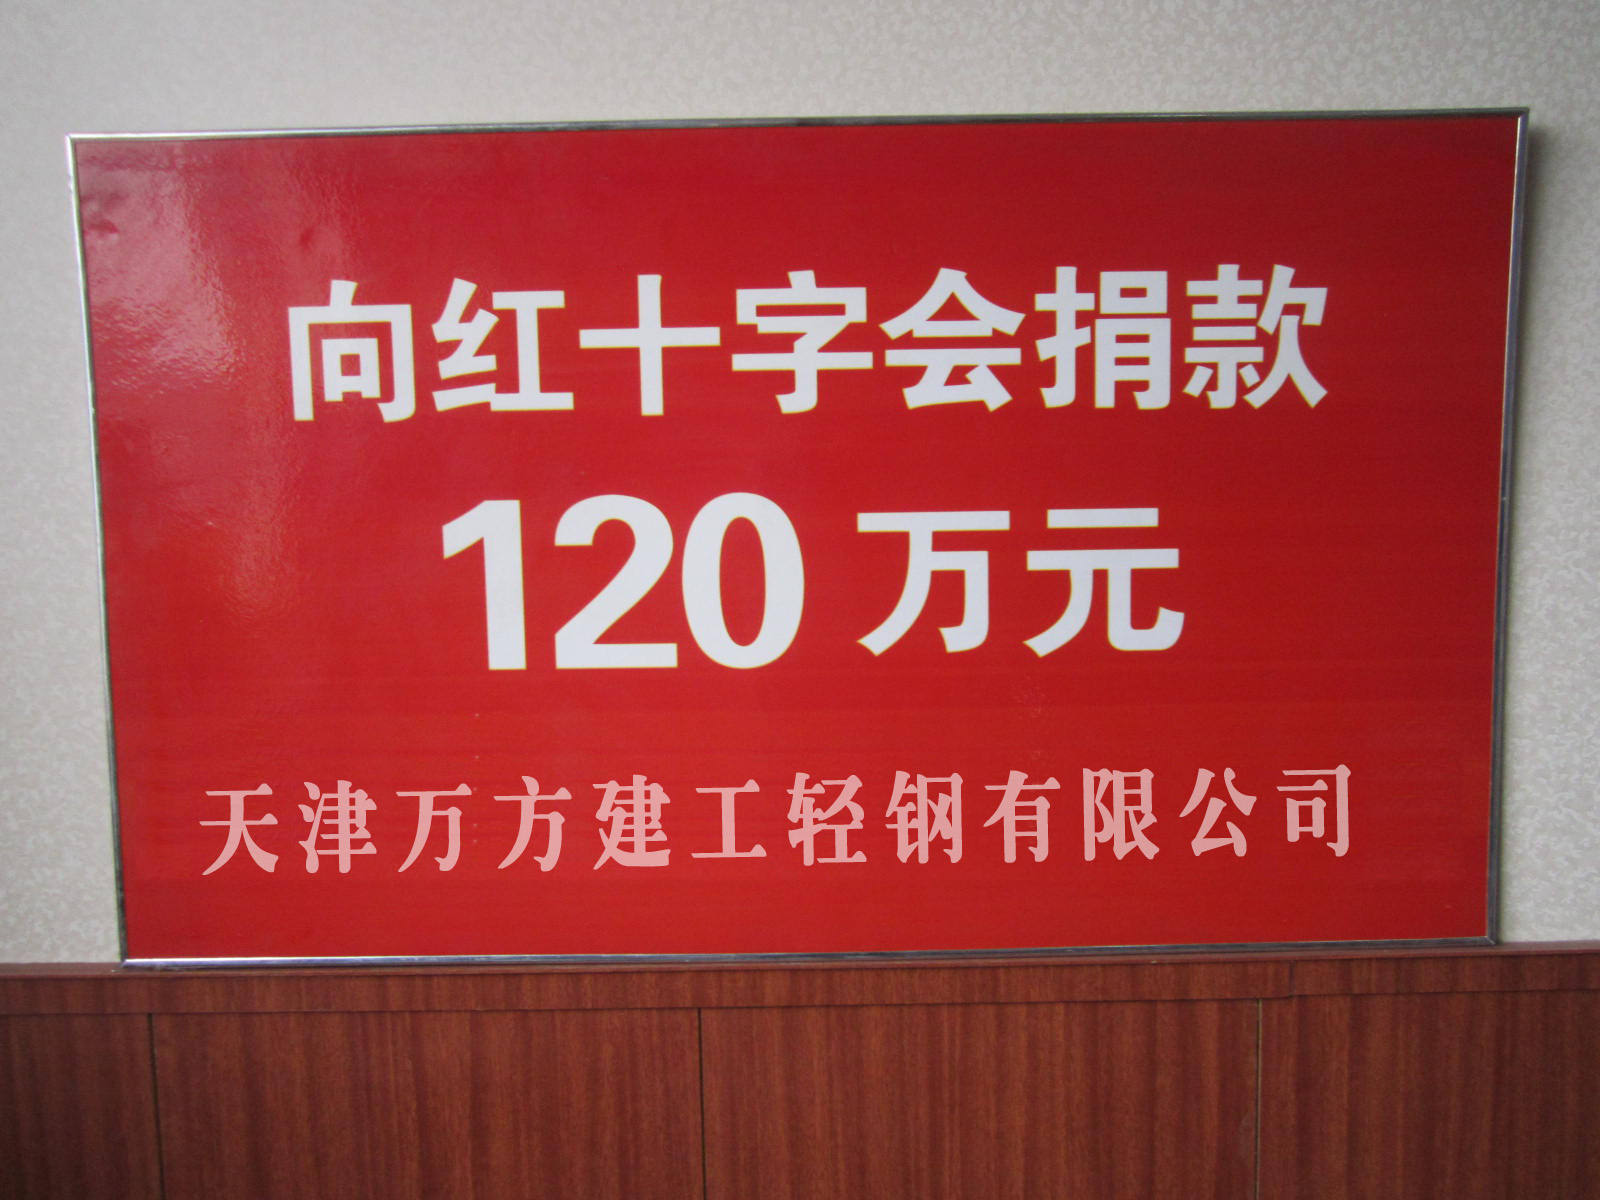 向红十字会捐款
120万元
天津万方建工轻钢有限公司